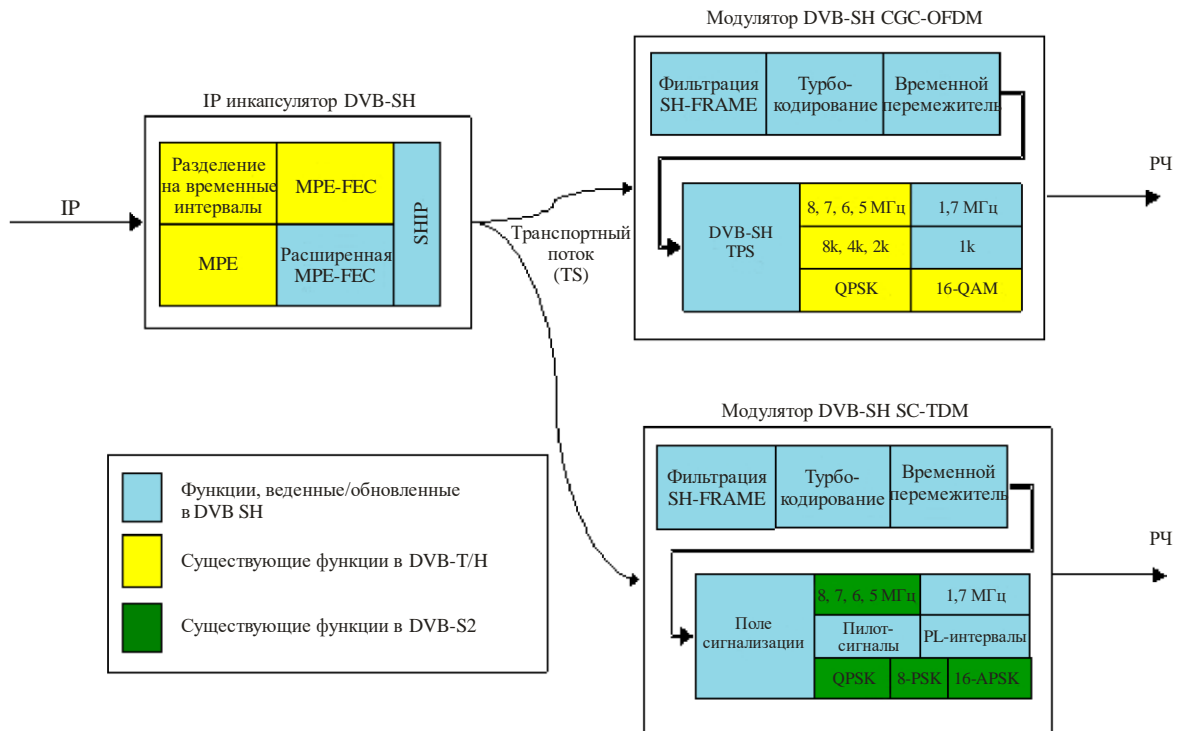 Модулятор DVB-SH CGC-OFDM
Фильтрация
SH-FRAME
Турбо-
кодирование
Временной
перемежитель
IP инкапсулятор DVB-SH
Разделение
на временные
интервалы
MPE-FEC
SHIP
MPE
Расширенная
MPE-FEC
IP
Транспортный
поток
(TS)
DVB-SH
TPS
8, 7, 6, 5 МГц
1,7 МГц
8k, 4k, 2k
1k
QPSK
16-QAM
РЧ
Модулятор DVB-SH SC-TDM
Фильтрация
SH-FRAME
Турбо-
кодирование
Временной
перемежитель
Поле
сигнализации
8, 7, 6, 5 МГц
1,7 МГц
Пилот-
сигналы
PL-интервалы
QPSK
8-PSK
16-APSK
РЧ
Функции, веденные/обновленные
в DVB SH
Существующие функции в DVB-T/H
Существующие функции в DVB-S2